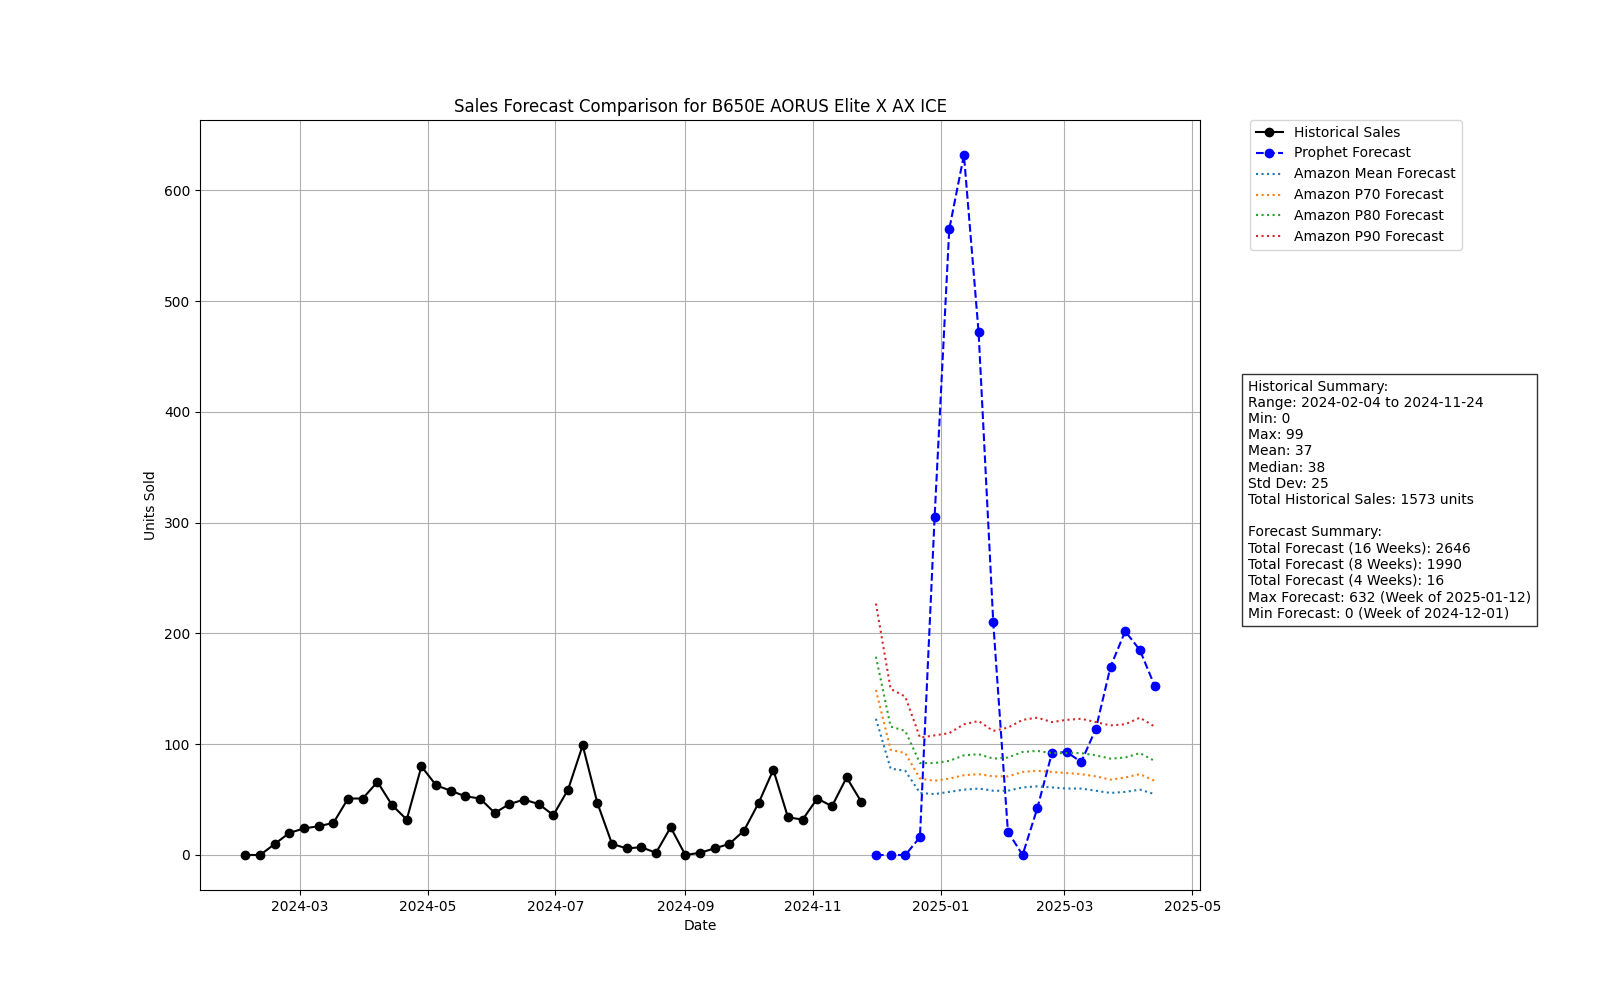 Sales Forecast Comparison for B650E AORUS Elite X AX ICE
Historical Sales
Prophet Forecast
Amazon Mean Forecast
Amazon P70 Forecast
Amazon P80 Forecast
Amazon P90 Forecast
Units Sold
600
500
400
300
200
100
0
2024-03
2024-05
2024-07
2024-09
2024-11
2025-01
2025-03
2025-05
Date
Historical Summary:
Range: 2024-02-04 to 2024-11-24
Min: 0
Max: 99
Mean: 37
Median: 38
Std Dev: 25
Total Historical Sales: 1573 units
Forecast Summary:
Total Forecast (16 Weeks): 2646
Total Forecast (8 Weeks): 1990
Total Forecast (4 Weeks): 16
Max Forecast: 632 (Week of 2025-01-12)
Min Forecast: 0 (Week of 2024-12-01)